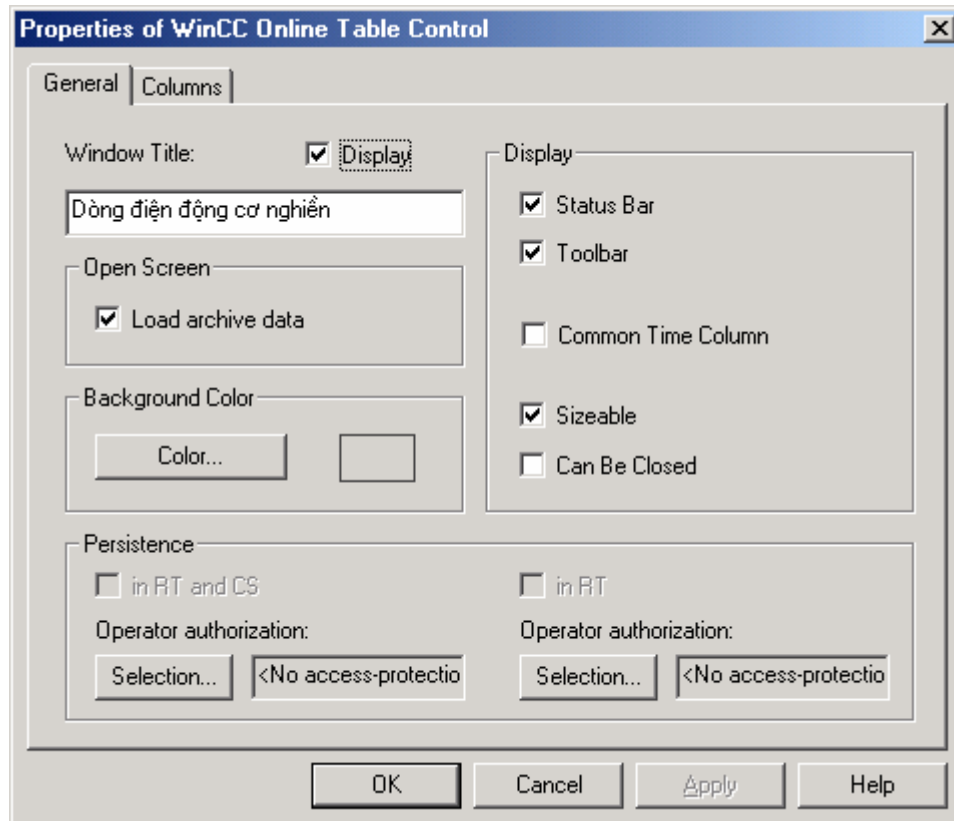 Properties of WinCC Online Table Control
General
Columns
Window Title:
Display
Dòng điện động cơ nghiền
Open Screen
Load archive data
Background Color
Color...
Display
Status Bar
Toolbar
Common Time Column
Sizeable
Can Be Closed
Persistence
in RT and CS
in RT
Operator authorization:
Operator authorization:
Selection...
<No access-protectio
Selection...
<No access-protectio
OK
Cancel
Apply
Help